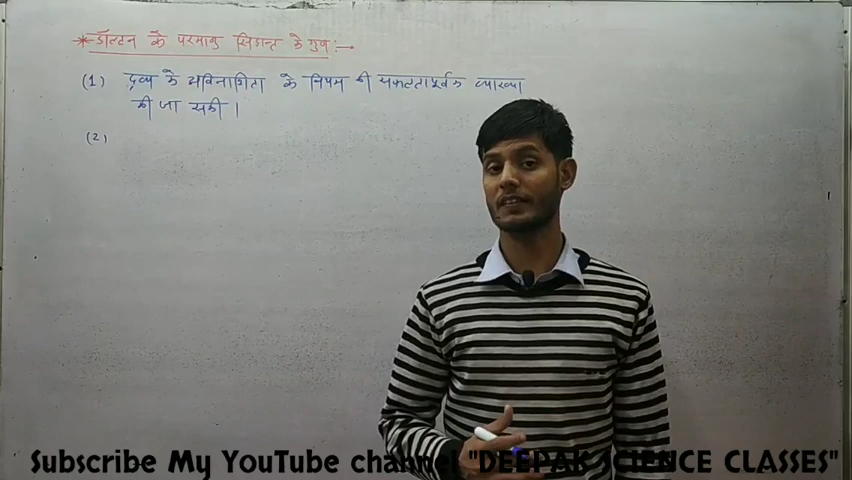 * डॉल्टन के परमाणु सिद्धान्त के गुण :→
(1) द्रव्य के अविनाशिता के नियम की सफलतापूर्वक व्याख्या
की जा सकी।
(2)
Subscribe My YouTube channel "DEEPAK SCIENCE CLASSES"